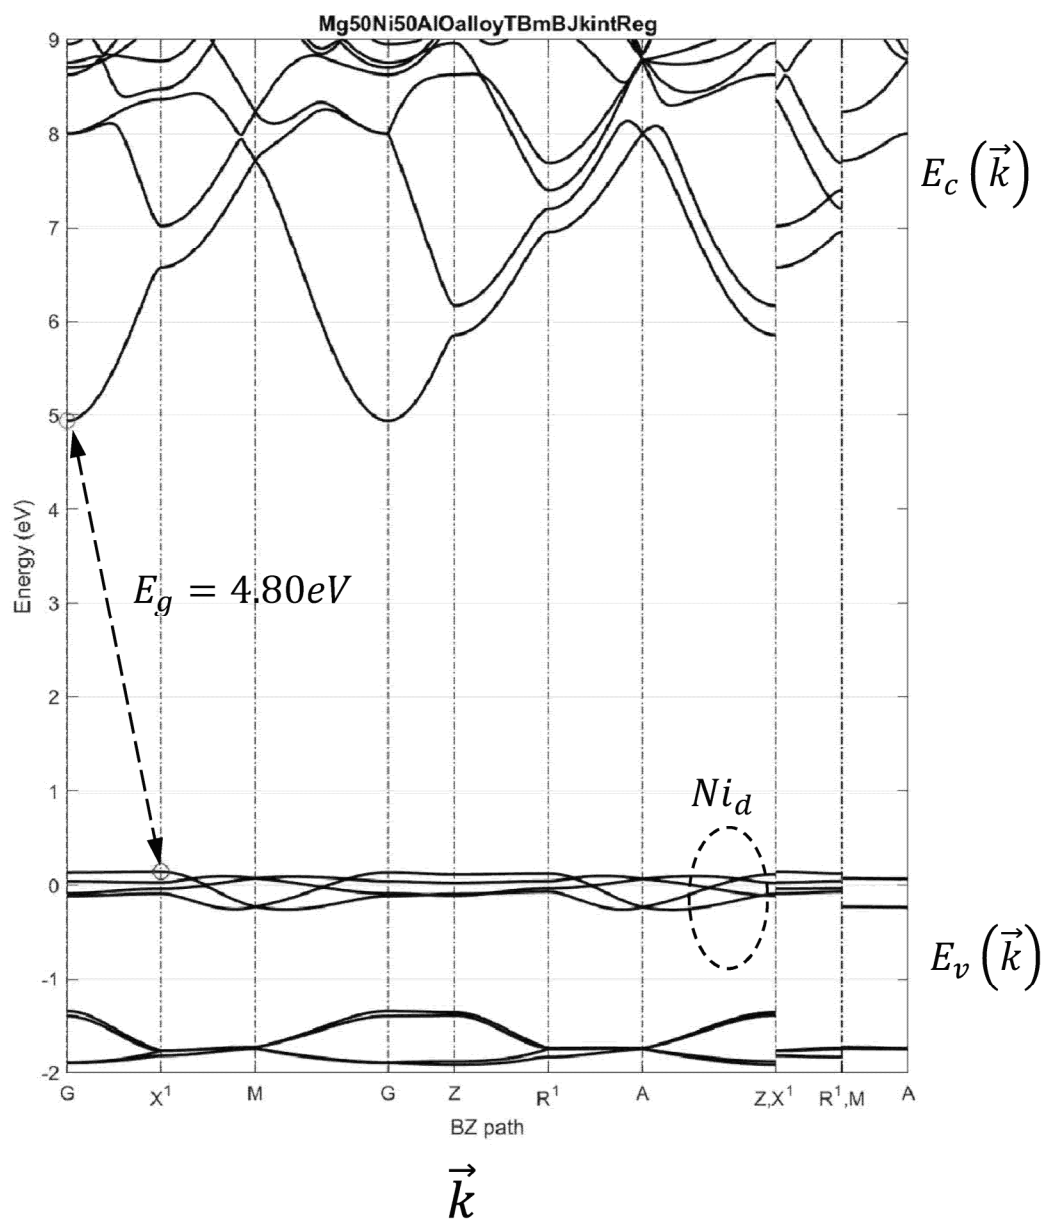 Mg50Ni50AlOalloyTBmBJkintReg
9
8
7
6
5
4
3
2
1
0
-1
-2
Energy (eV)
E_c (k⃗)
E_g = 4.80eV
Ni_d
E_v (k⃗)
G X¹ M G Z R¹ A Z,X¹ R¹,M A
BZ path
k⃗